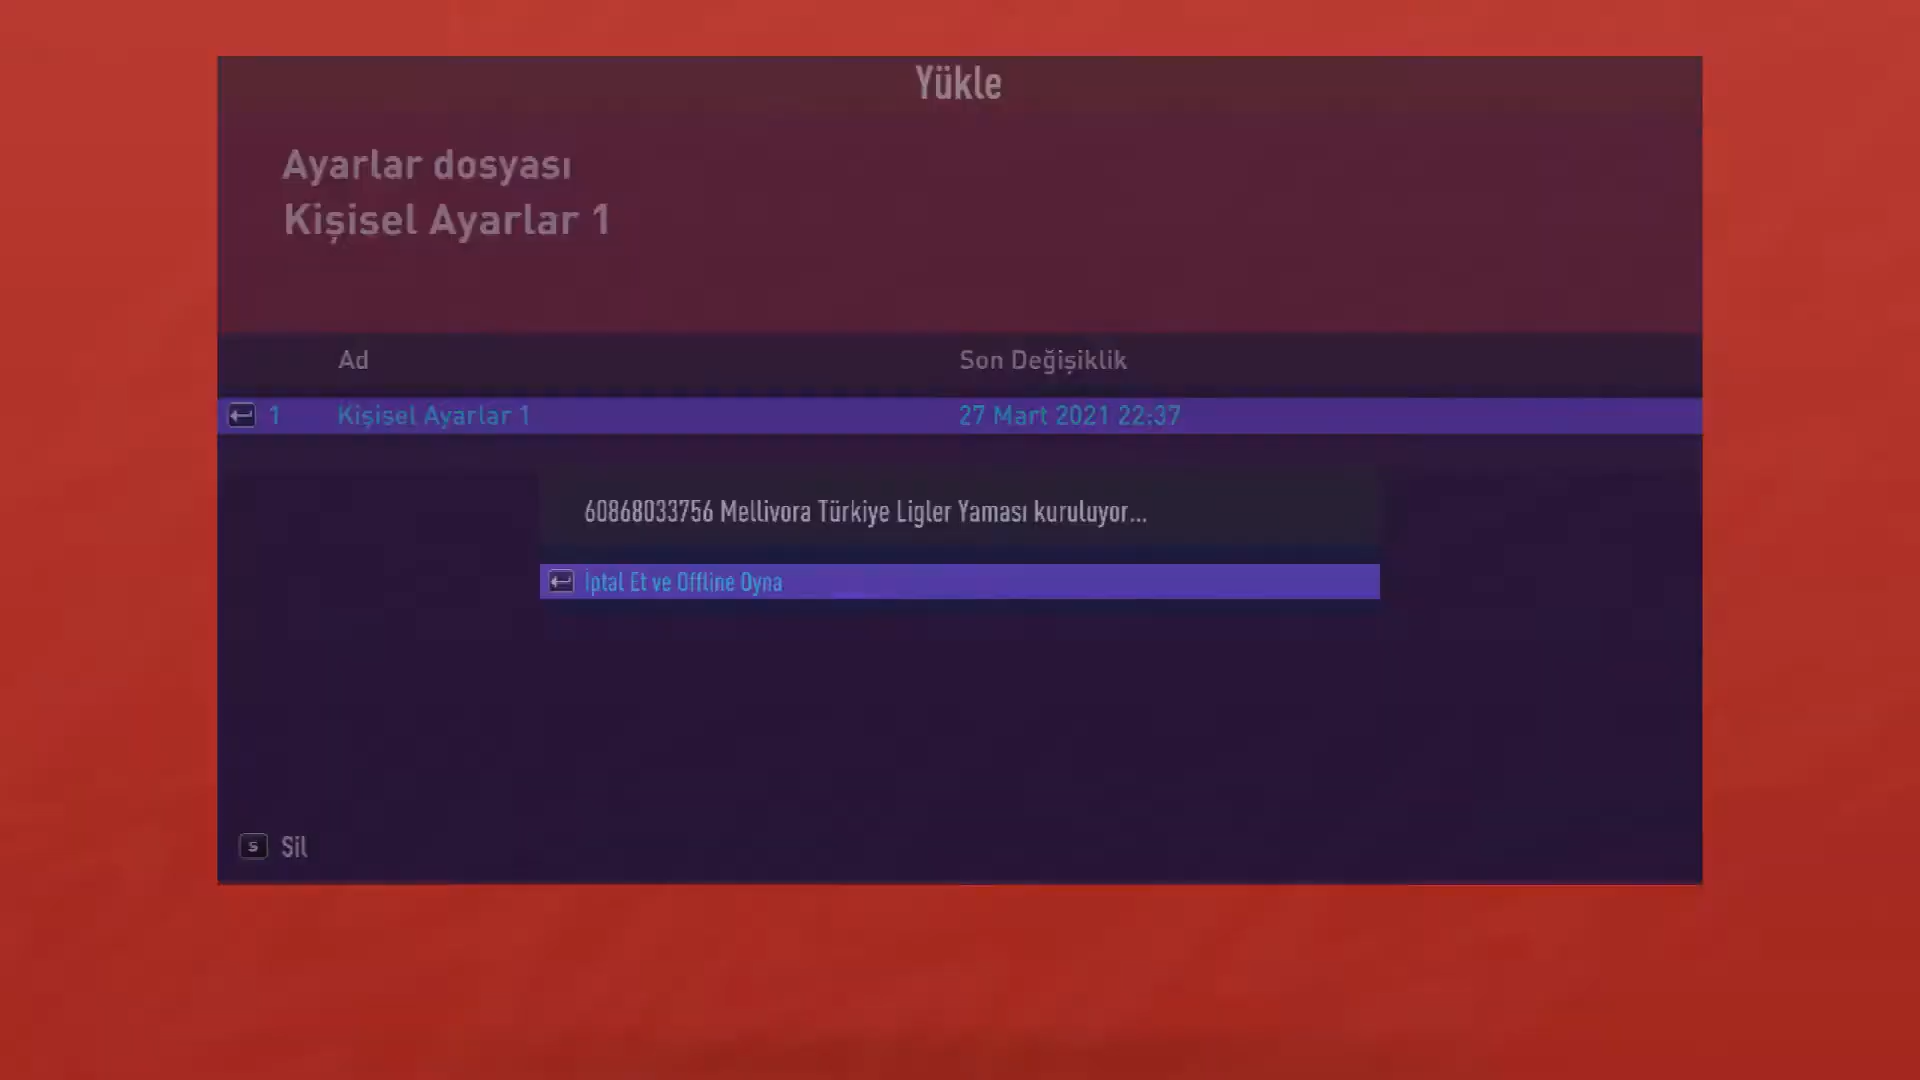 Yükle
Ayarlar dosyası
Kişisel Ayarlar 1
Ad Son Değişiklik
1 Kişisel Ayarlar 1 27 Mart 2021 22:37
60868033756 Mellivora Türkiye Ligler Yaması kuruluyor...
İptal Et ve Offline Oyna
S Sil